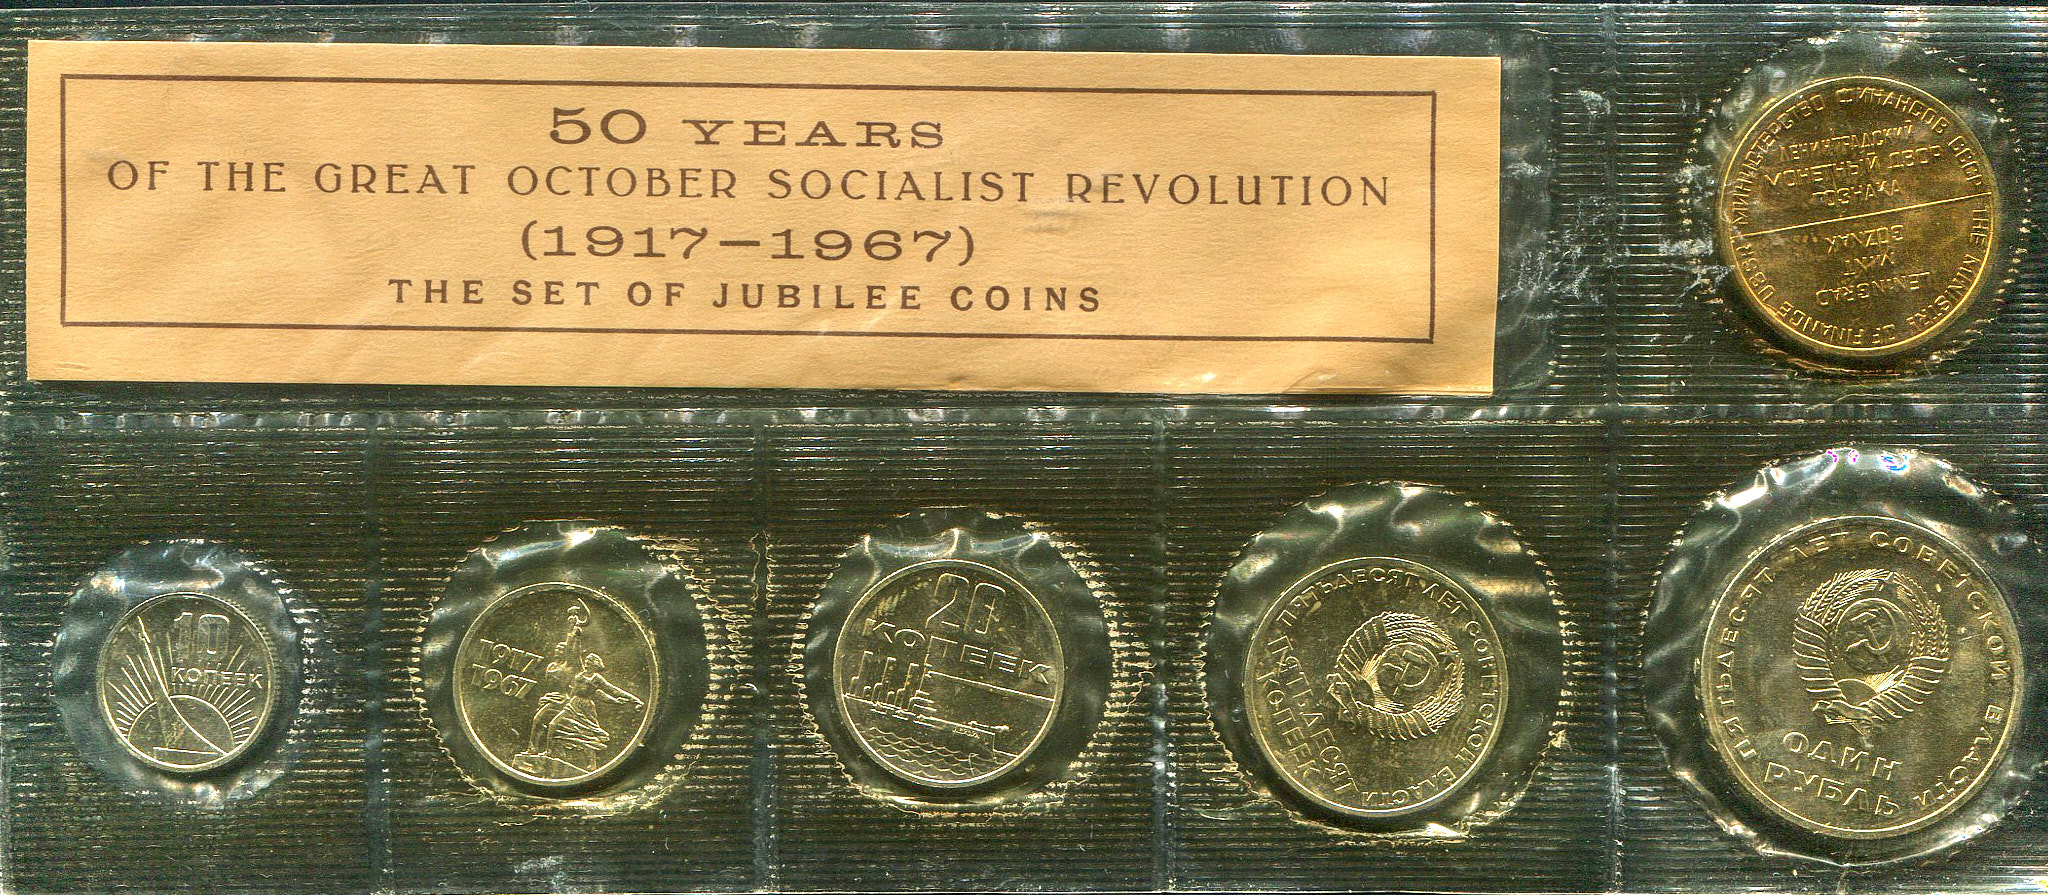 50 YEARS
OF THE GREAT OCTOBER SOCIALIST REVOLUTION
(1917–1967)
THE SET OF JUBILEE COINS
МИНИСТЕРСТВО ФИНАНСОВ СССР
ЛЕНИНГРАДСКИЙ
МОНЕТНЫЙ ДВОР
ГОЗНАКА
THE MINISTRE OF FINANCE USSR
LENINGRAD
MINT
GOZNAK
10
КОПЕЕК
1917
1967
20
КОПЕЕК
ПЯТЬДЕСЯТ ЛЕТ СОВЕТСКОЙ ВЛАСТИ
ПЯТЬДЕСЯТ
КОПЕЕК
ПЯТЬДЕСЯТ ЛЕТ СОВЕТСКОЙ ВЛАСТИ
ОДИН
РУБЛЬ